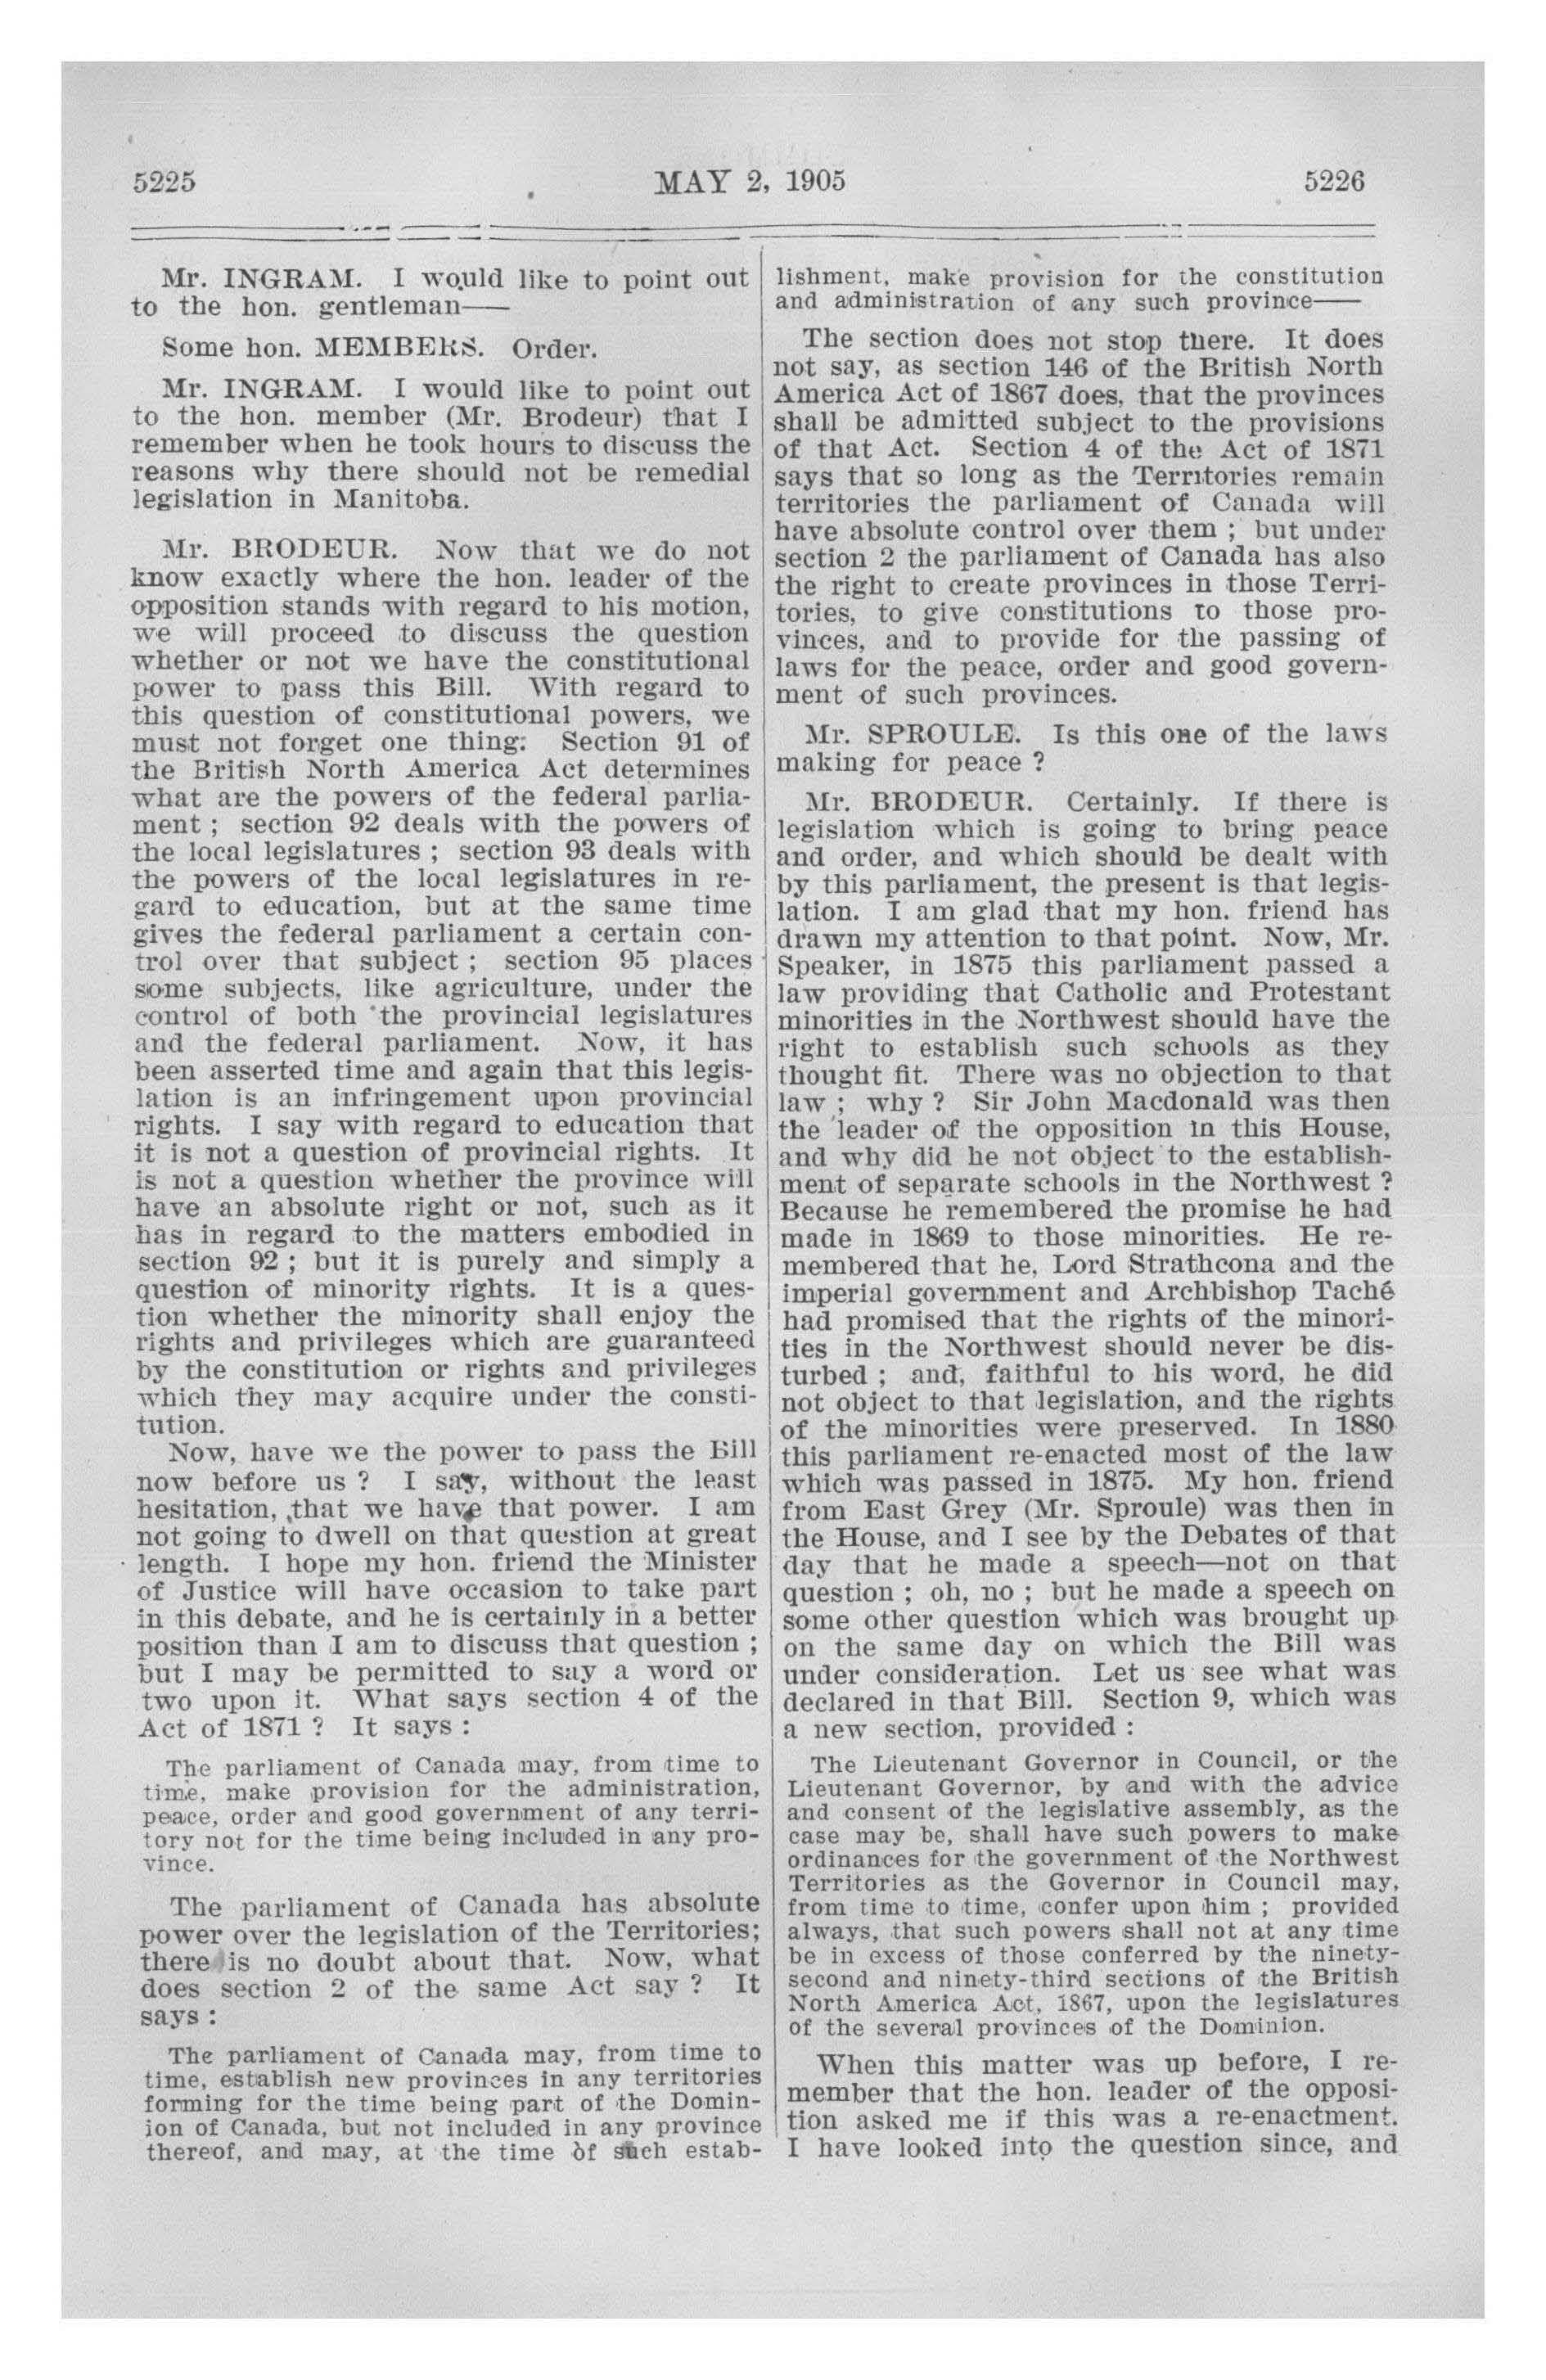 5225
MAY 2, 1905
5226
Mr. INGRAM. I would like to point out
to the hon. gentleman——
Some hon. MEMBERS. Order.
Mr. INGRAM. I would like to point out
to the hon. member (Mr. Brodeur) that I
remember when he took hours to discuss the
reasons why there should not be remedial
legislation in Manitoba.
Mr. BRODEUR. Now that we do not
know exactly where the hon. leader of the
opposition stands with regard to his motion,
we will proceed to discuss the question
whether or not we have the constitutional
power to pass this Bill. With regard to
this question of constitutional powers, we
must not forget one thing: Section 91 of
the British North America Act determines
what are the powers of the federal parlia-
ment ; section 92 deals with the powers of
the local legislatures ; section 93 deals with
the powers of the local legislatures in re-
gard to education, but at the same time
gives the federal parliament a certain con-
trol over that subject ; section 95 places
some subjects, like agriculture, under the
control of both the provincial legislatures
and the federal parliament. Now, it has
been asserted time and again that this legis-
lation is an infringement upon provincial
rights. I say with regard to education that
it is not a question of provincial rights. It
is not a question whether the province will
have an absolute right or not, such as it
has in regard to the matters embodied in
section 92 ; but it is purely and simply a
question of minority rights. It is a ques-
tion whether the minority shall enjoy the
rights and privileges which are guaranteed
by the constitution or rights and privileges
which they may acquire under the consti-
tution.
Now, have we the power to pass the Bill
now before us ? I say, without the least
hesitation, that we have that power. I am
not going to dwell on that question at great
length. I hope my hon. friend the Minister
of Justice will have occasion to take part
in this debate, and he is certainly in a better
position than I am to discuss that question ;
but I may be permitted to say a word or
two upon it. What says section 4 of the
Act of 1871 ? It says :
The parliament of Canada may, from time to
time, make provision for the administration,
peace, order and good government of any terri-
tory not for the time being included in any pro-
vince.
The parliament of Canada has absolute
power over the legislation of the Territories;
there is no doubt about that. Now, what
does section 2 of the same Act say ? It
says :
The parliament of Canada may, from time to
time, establish new provinces in any territories
forming for the time being part of the Domin-
ion of Canada, but not included in any province
thereof, and may, at the time of such estab-
lishment, make provision for the constitution
and administration of any such province——
The section does not stop there. It does
not say, as section 146 of the British North
America Act of 1867 does, that the provinces
shall be admitted subject to the provisions
of that Act. Section 4 of the Act of 1871
says that so long as the Territories remain
territories the parliament of Canada will
have absolute control over them ; but under
section 2 the parliament of Canada has also
the right to create provinces in those Terri-
tories, to give constitutions to those pro-
vinces, and to provide for the passing of
laws for the peace, order and good govern-
ment of such provinces.
Mr. SPROULE. Is this one of the laws
making for peace ?
Mr. BRODEUR. Certainly. If there is
legislation which is going to bring peace
and order, and which should be dealt with
by this parliament, the present is that legis-
lation. I am glad that my hon. friend has
drawn my attention to that point. Now, Mr.
Speaker, in 1875 this parliament passed a
law providing that Catholic and Protestant
minorities in the Northwest should have the
right to establish such schools as they
thought fit. There was no objection to that
law ; why ? Sir John Macdonald was then
the leader of the opposition in this House,
and why did he not object to the establish-
ment of separate schools in the Northwest ?
Because he remembered the promise he had
made in 1869 to those minorities. He re-
membered that he, Lord Strathcona and the
imperial government and Archbishop Taché
had promised that the rights of the minori-
ties in the Northwest should never be dis-
turbed ; and, faithful to his word, he did
not object to that legislation, and the rights
of the minorities were preserved. In 1880
this parliament re-enacted most of the law
which was passed in 1875. My hon. friend
from East Grey (Mr. Sproule) was then in
the House, and I see by the Debates of that
day that he made a speech—not on that
question ; oh, no ; but he made a speech on
some other question which was brought up
on the same day on which the Bill was
under consideration. Let us see what was
declared in that Bill. Section 9, which was
a new section, provided :
The Lieutenant Governor in Council, or the
Lieutenant Governor, by and with the advice
and consent of the legislative assembly, as the
case may be, shall have such powers to make
ordinances for the government of the Northwest
Territories as the Governor in Council may,
from time to time, confer upon him ; provided
always, that such powers shall not at any time
be in excess of those conferred by the ninety-
second and ninety-third sections of the British
North America Act, 1867, upon the legislatures
of the several provinces of the Dominion.
When this matter was up before, I re-
member that the hon. leader of the opposi-
tion asked me if this was a re-enactment.
I have looked into the question since, and